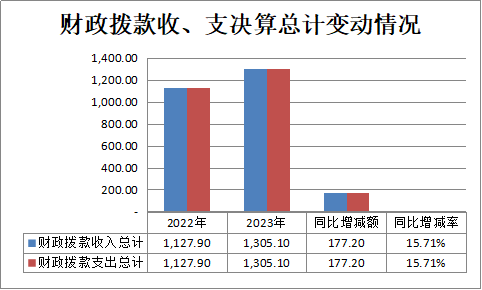 财政拨款收、支决算总计变动情况
1,400.00
1,200.00
1,000.00
800.00
600.00
400.00
200.00
-
2022年 2023年 同比增减额 同比增减率
财政拨款收入总计 1,127.90 1,305.10 177.20 15.71%
财政拨款支出总计 1,127.90 1,305.10 177.20 15.71%